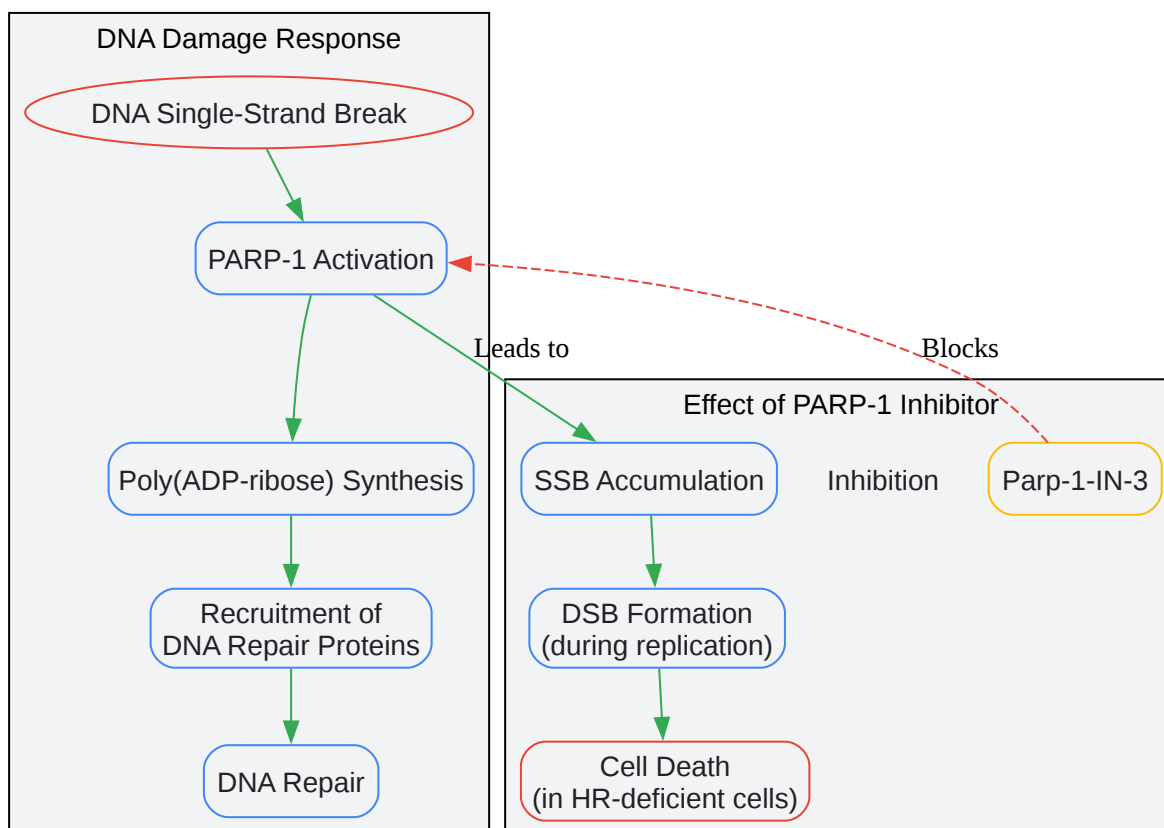 DNA Damage Response
DNA Single-Strand Break
PARP-1 Activation
Leads to
Blocks
Poly(ADP-ribose) Synthesis
Recruitment of
DNA Repair Proteins
DNA Repair
Effect of PARP-1 Inhibitor
SSB Accumulation
Inhibition
Parp-1-IN-3
DSB Formation
(during replication)
Cell Death
(in HR-deficient cells)